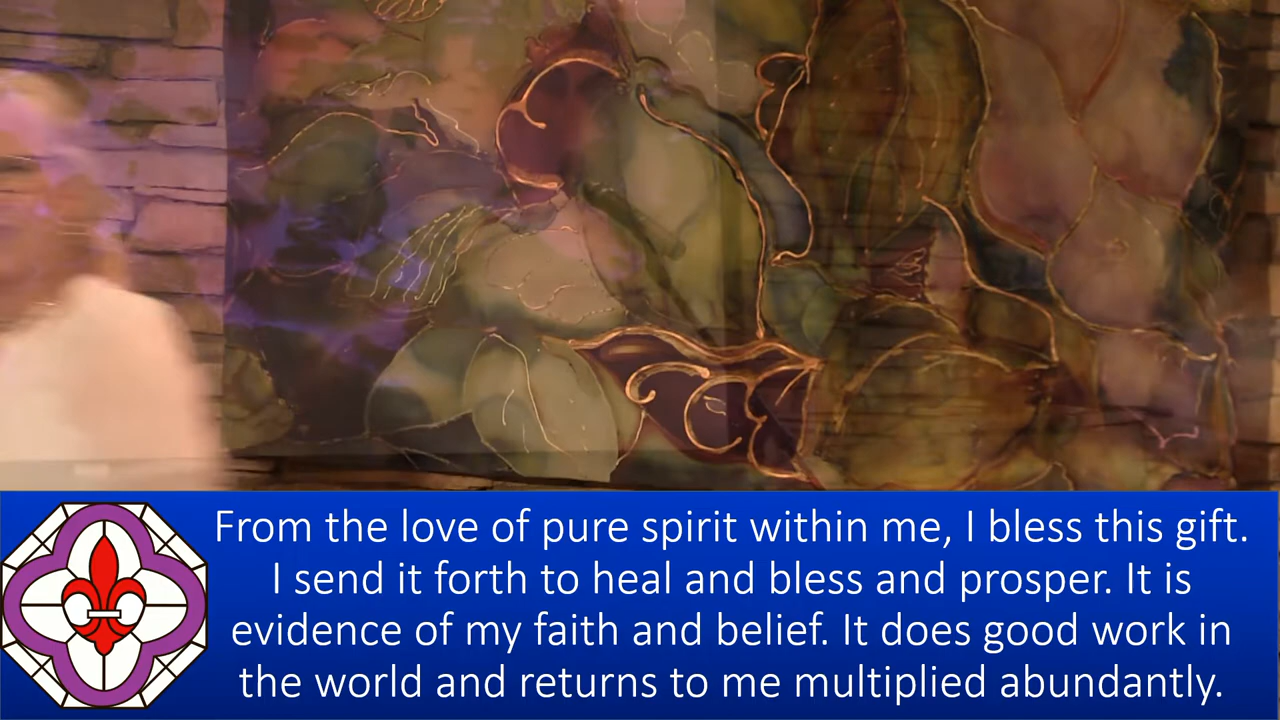 From the love of pure spirit within me, I bless this gift.
I send it forth to heal and bless and prosper. It is
evidence of my faith and belief. It does good work in
the world and returns to me multiplied abundantly.